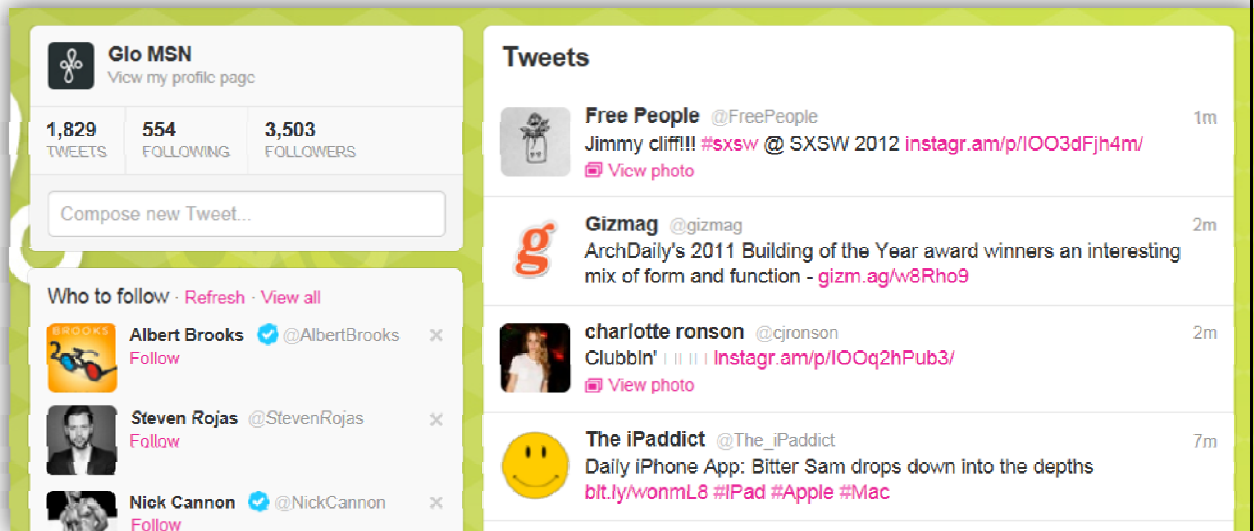 Glo MSN
View my profile page
1,829 554 3,503
TWEETS FOLLOWING FOLLOWERS
Compose new Tweet...
Who to follow · Refresh · View all
BROOKS
Albert Brooks @AlbertBrooks ×
Follow
Steven Rojas @StevenRojas ×
Follow
Nick Cannon @NickCannon ×
Follow
Tweets
Free People @FreePeople 1m
Jimmy cliff!!! #sxsw @ SXSW 2012 instagr.am/p/IOO3dFjh4m/
View photo
Gizmag @gizmag 2m
g
ArchDaily's 2011 Building of the Year award winners an interesting
mix of form and function - gizm.ag/w8Rho9
charlotte ronson @cjronson 2m
Clubbin' □□□□ instagr.am/p/IOOq2hPub3/
View photo
The iPaddict @The_iPaddict 7m
Daily iPhone App: Bitter Sam drops down into the depths
bit.ly/wonmL8 #iPad #Apple #Mac